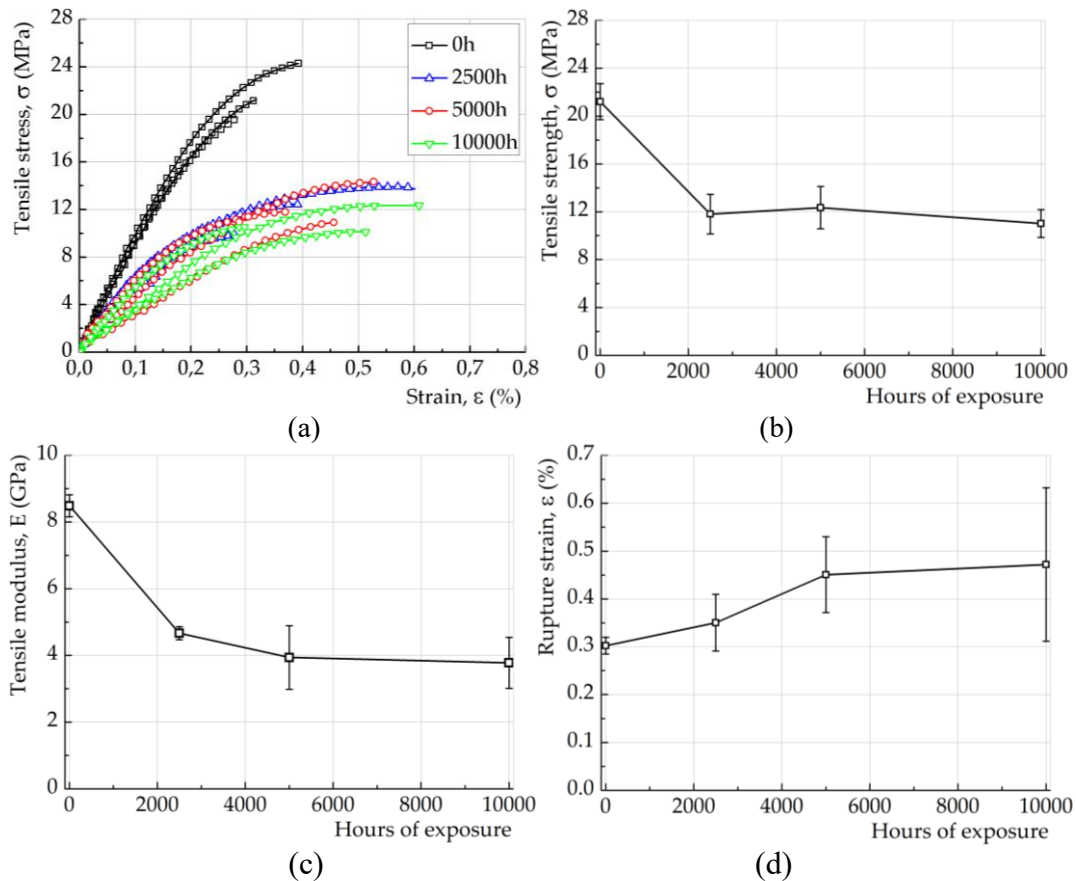 28
24
20
16
12
8
4
0
Tensile stress, σ (MPa)
0h
2500h
5000h
10000h
0,0 0,1 0,2 0,3 0,4 0,5 0,6 0,7 0,8
Strain, ε (%)
(a)
28
24
20
16
12
8
4
0
Tensile strength, σ (MPa)
0 2000 4000 6000 8000 10000
Hours of exposure
(b)
10
8
6
4
2
0
Tensile modulus, E (GPa)
0 2000 4000 6000 8000 10000
Hours of exposure
(c)
0.7
0.6
0.5
0.4
0.3
0.2
0.1
0.0
Rupture strain, ε (%)
0 2000 4000 6000 8000 10000
Hours of exposure
(d)